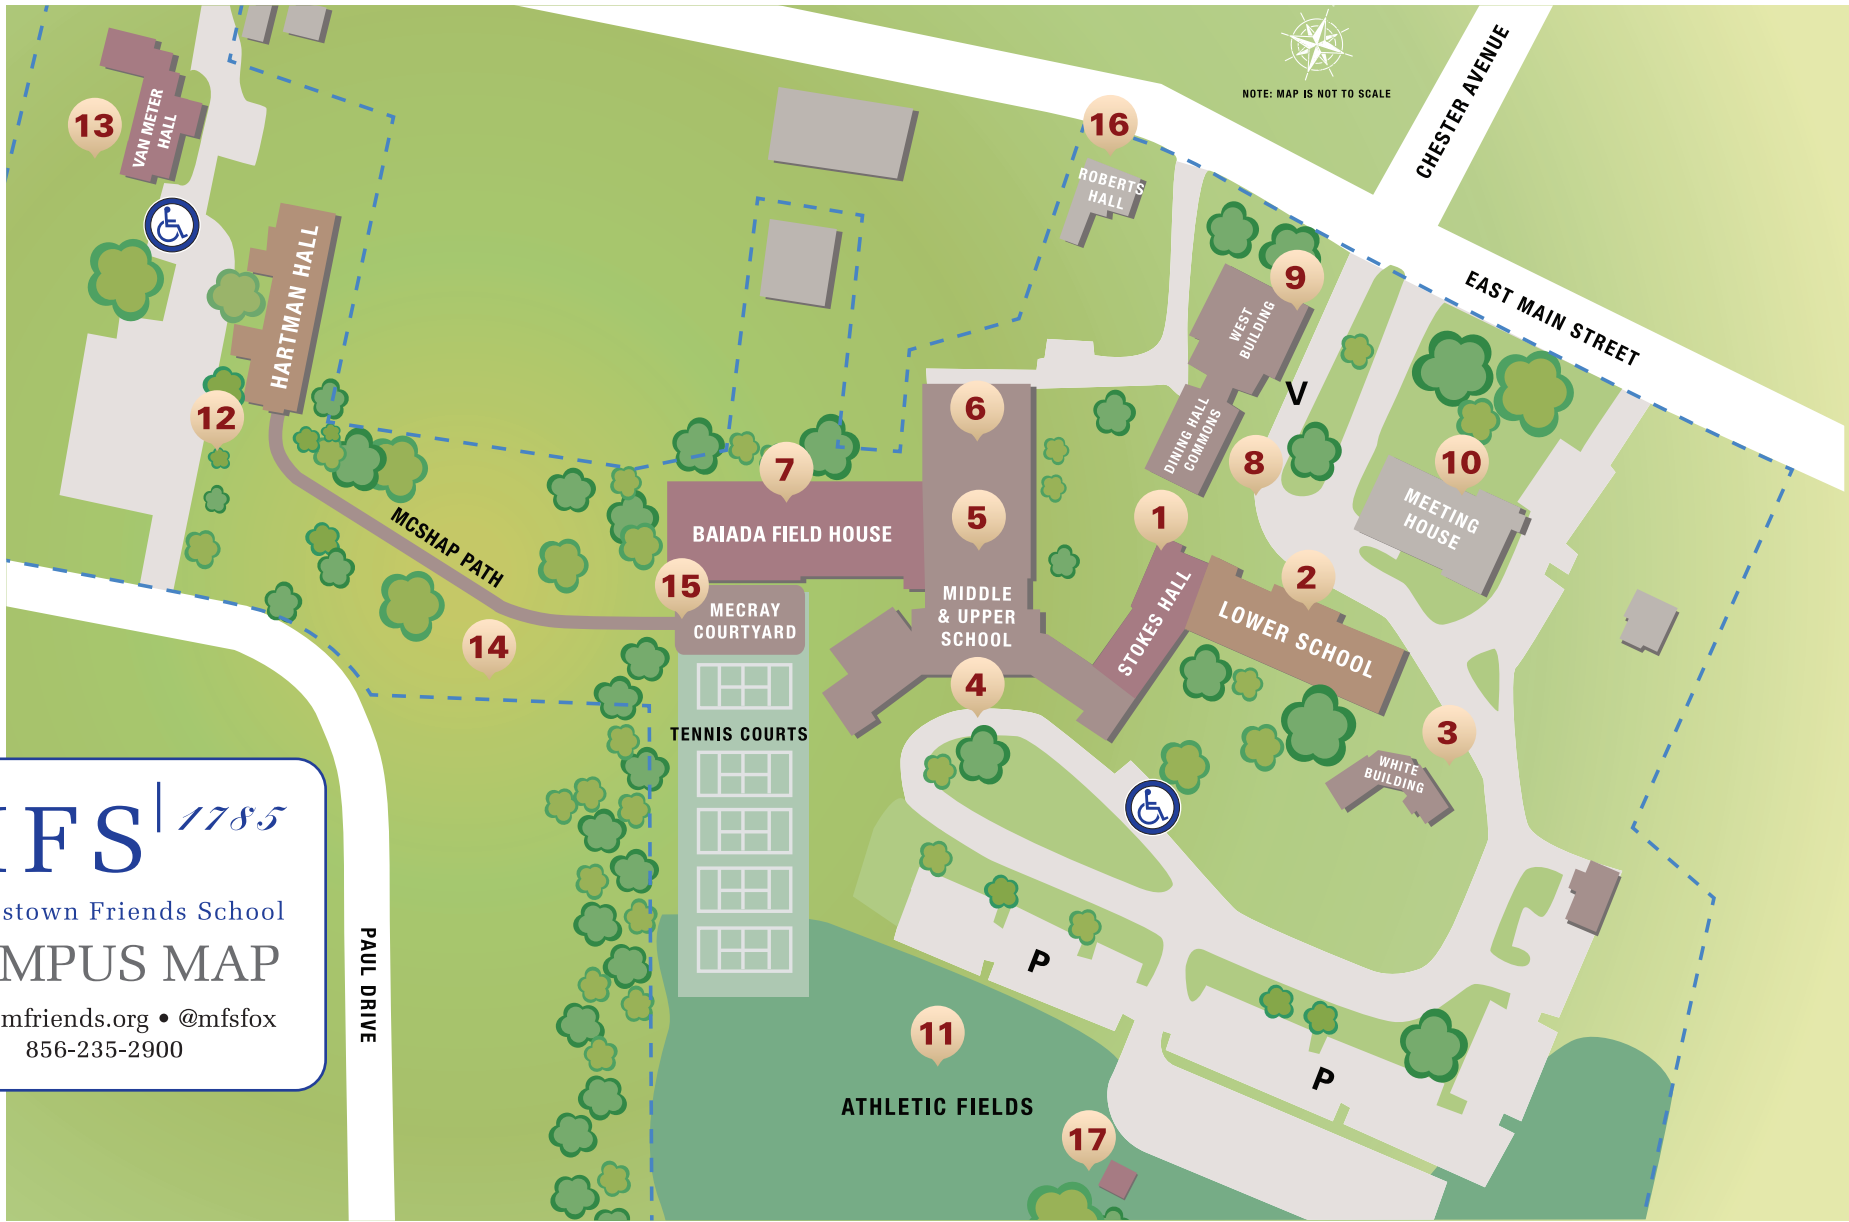 NOTE: MAP IS NOT TO SCALE
CHESTER AVENUE
EAST MAIN STREET
13
VAN METER
HALL
16
ROBERTS
HALL
9
WEST
BUILDING
HARTMAN HALL
12
6
V
DINING HALL
COMMONS
8
10
MEETING
HOUSE
7
5
1
BAIADA FIELD HOUSE
MCSHAP PATH
15
MECRAY
COURTYARD
MIDDLE
& UPPER
SCHOOL
STOKES HALL
2
LOWER SCHOOL
14
4
3
WHITE
BUILDING
TENNIS COURTS
FS 1785
stown Friends School
MPUS MAP
mfriends.org • @mfsfox
856-235-2900
PAUL DRIVE
P
11
ATHLETIC FIELDS
P
17